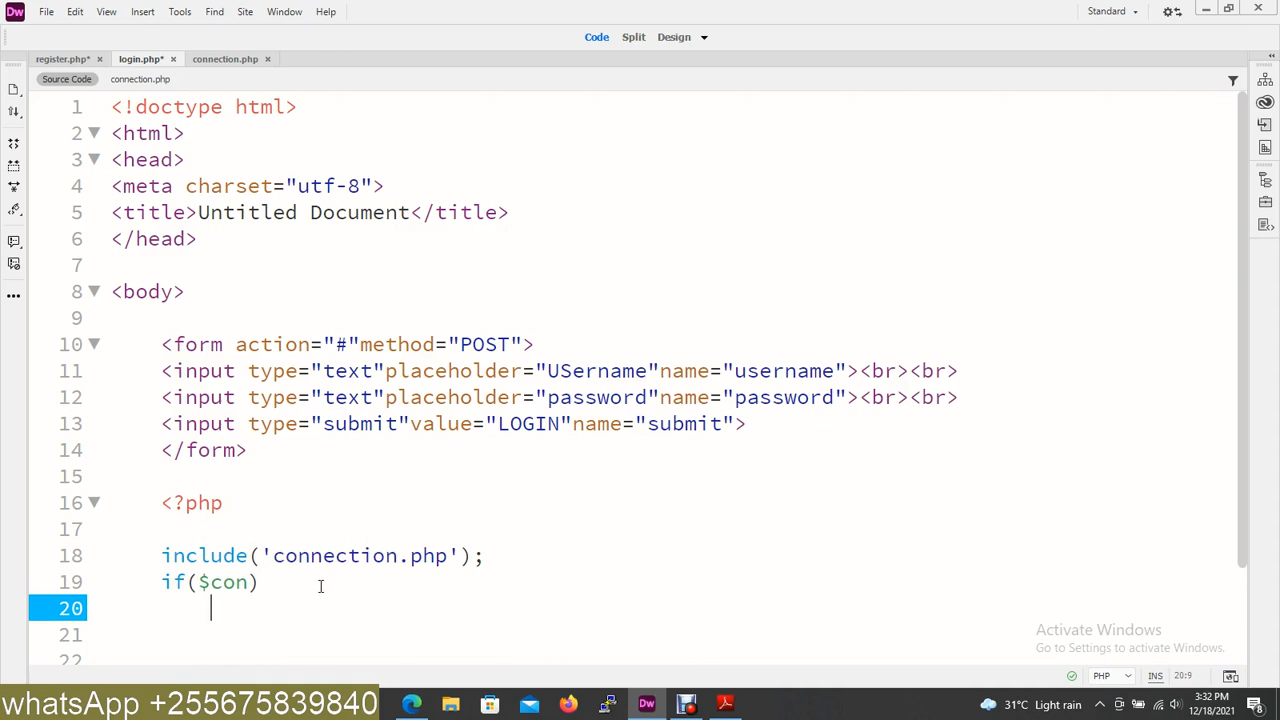 Dw File Edit View Insert Tools Find Site Window Help Standard
Code Split Design
register.php* × login.php* × connection.php ×
Source Code connection.php
1 <!doctype html>
2 <html>
3 <head>
4 <meta charset="utf-8">
5 <title>Untitled Document</title>
6 </head>
7
8 <body>
9
10 <form action="#"method="POST">
11 <input type="text"placeholder="USername"name="username"><br><br>
12 <input type="text"placeholder="password"name="password"><br><br>
13 <input type="submit"value="LOGIN"name="submit">
14 </form>
15
16 <?php
17
18 include('connection.php');
19 if($con)
20
21
22
Activate Windows
Go to Settings to activate Windows.
PHP INS 20:9
whatsApp +255675839840
Dw
31°C Light rain
3:32 PM
12/18/2021
8